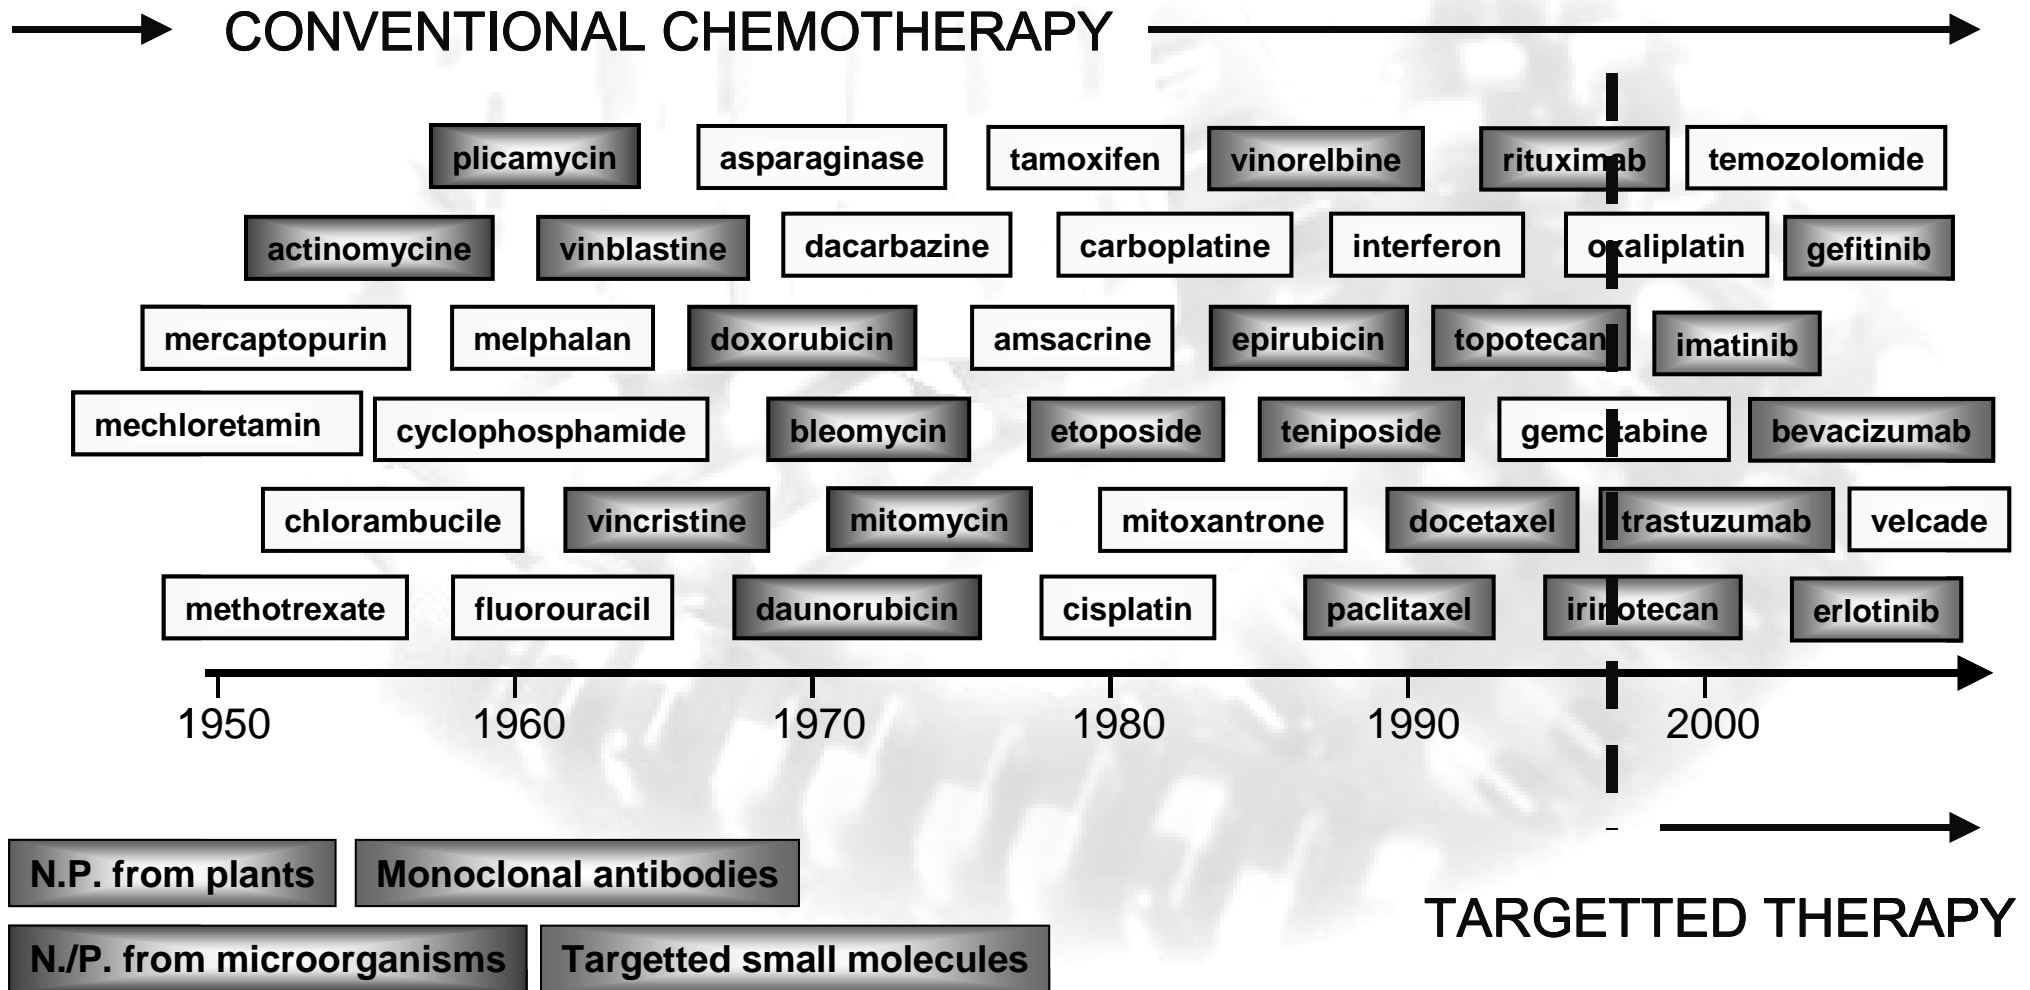 CONVENTIONAL CHEMOTHERAPY
plicamycin asparaginase tamoxifen vinorelbine rituximab temozolomide
actinomycine vinblastine dacarbazine carboplatine interferon oxaliplatin gefitinib
mercaptopurin melphalan doxorubicin amsacrine epirubicin topotecan imatinib
mechloretamin cyclophosphamide bleomycin etoposide teniposide gemcitabine bevacizumab
chlorambucile vincristine mitomycin mitoxantrone docetaxel trastuzumab velcade
methotrexate fluorouracil daunorubicin cisplatin paclitaxel irinotecan erlotinib
1950 1960 1970 1980 1990 2000
N.P. from plants Monoclonal antibodies
TARGETTED THERAPY
N./P. from microorganisms Targetted small molecules